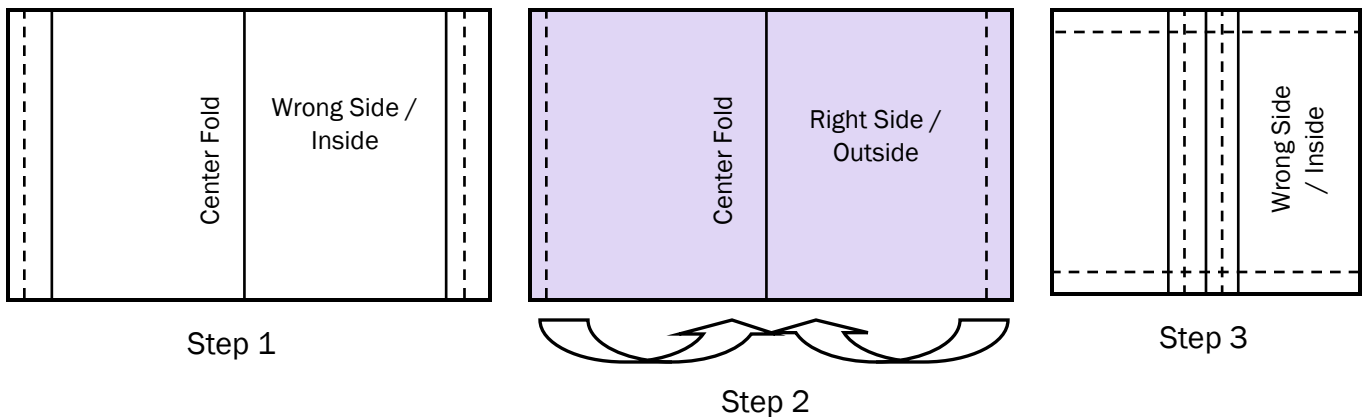 Center Fold
Wrong Side /
Inside
Step 1
Center Fold
Right Side /
Outside
Step 2
Wrong Side
/ Inside
Step 3